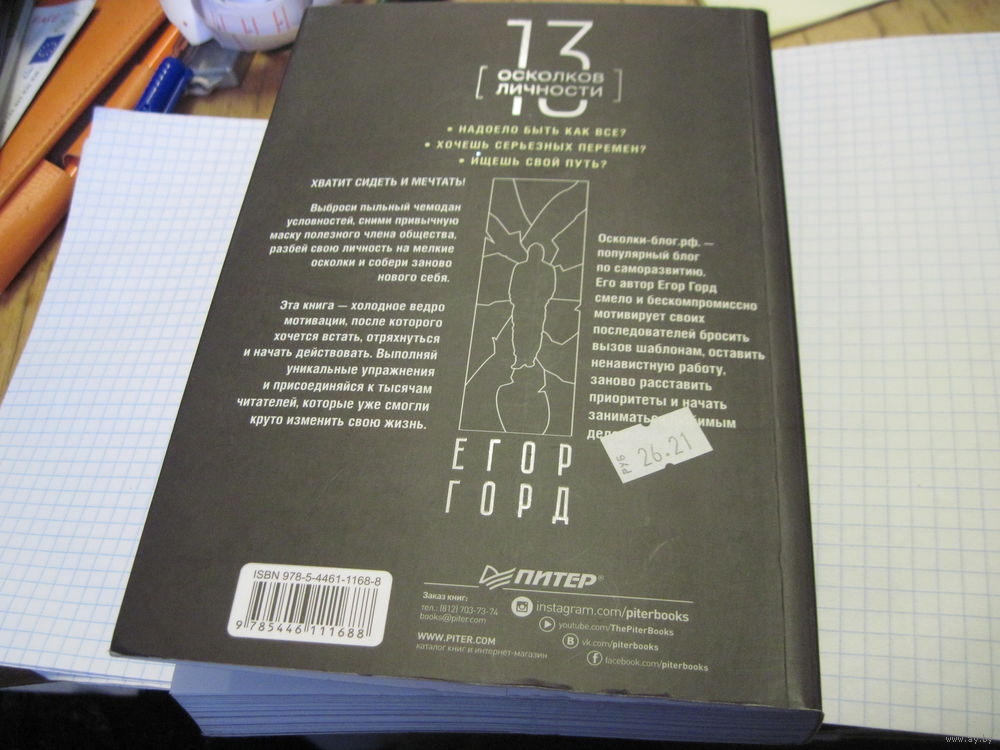 13
ОСКОЛКОВ
ЛИЧНОСТИ
• НАДОЕЛО БЫТЬ КАК ВСЕ?
• ХОЧЕШЬ СЕРЬЕЗНЫХ ПЕРЕМЕН?
• ИЩЕШЬ СВОЙ ПУТЬ?
ХВАТИТ СИДЕТЬ И МЕЧТАТЬ!
Выброси пыльный чемодан
условностей, сними привычную
маску полезного члена общества,
разбей свою личность на мелкие
осколки и собери заново
нового себя.
Эта книга — холодное ведро
мотивации, после которого
хочется встать, отряхнуться
и начать действовать. Выполняй
уникальные упражнения
и присоединяйся к тысячам
читателей, которые уже смогли
круто изменить свою жизнь.
Осколки-блог.рф. —
популярный блог
по саморазвитию.
Его автор Егор Горд
смело и бескомпромиссно
мотивирует своих
последователей бросить
вызов шаблонам, оставить
ненавистную работу,
заново расставить
приоритеты и начать
РУБ 26.21
ЕГОР
ГОРД
ISBN 978-5-4461-1168-8
9 785446 111688
ПИТЕР®
Заказ книг:
тел.: (812) 703-73-74
books@piter.com
WWW.PITER.COM
каталог книг и интернет-магазин
instagram.com/piterbooks
youtube.com/ThePiterBooks
B vk.com/piterbooks
f facebook.com/piterbooks
www.ay.by